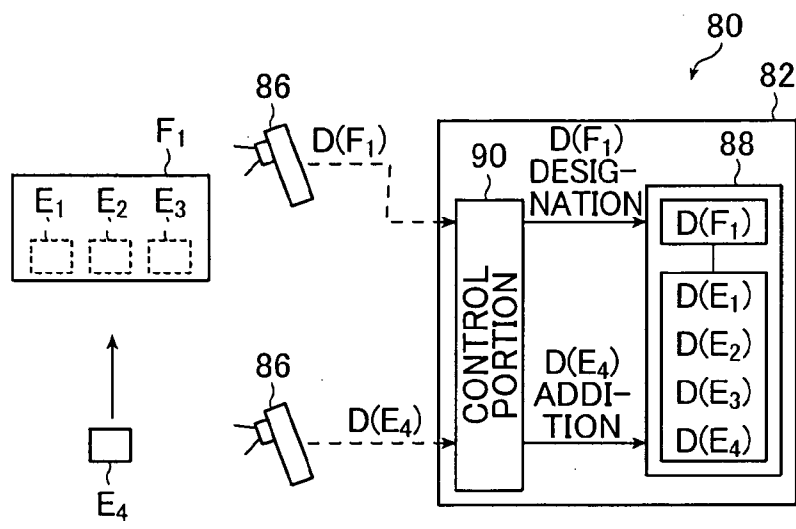 80
82
86
F₁
D(F₁)
E₁ E₂ E₃
90
D(F₁)
DESIG-
NATION
88
D(F₁)
CONTROL
PORTION
D(E₁)
D(E₂)
D(E₃)
D(E₄)
86
D(E₄)
D(E₄)
ADDI-
TION
E₄